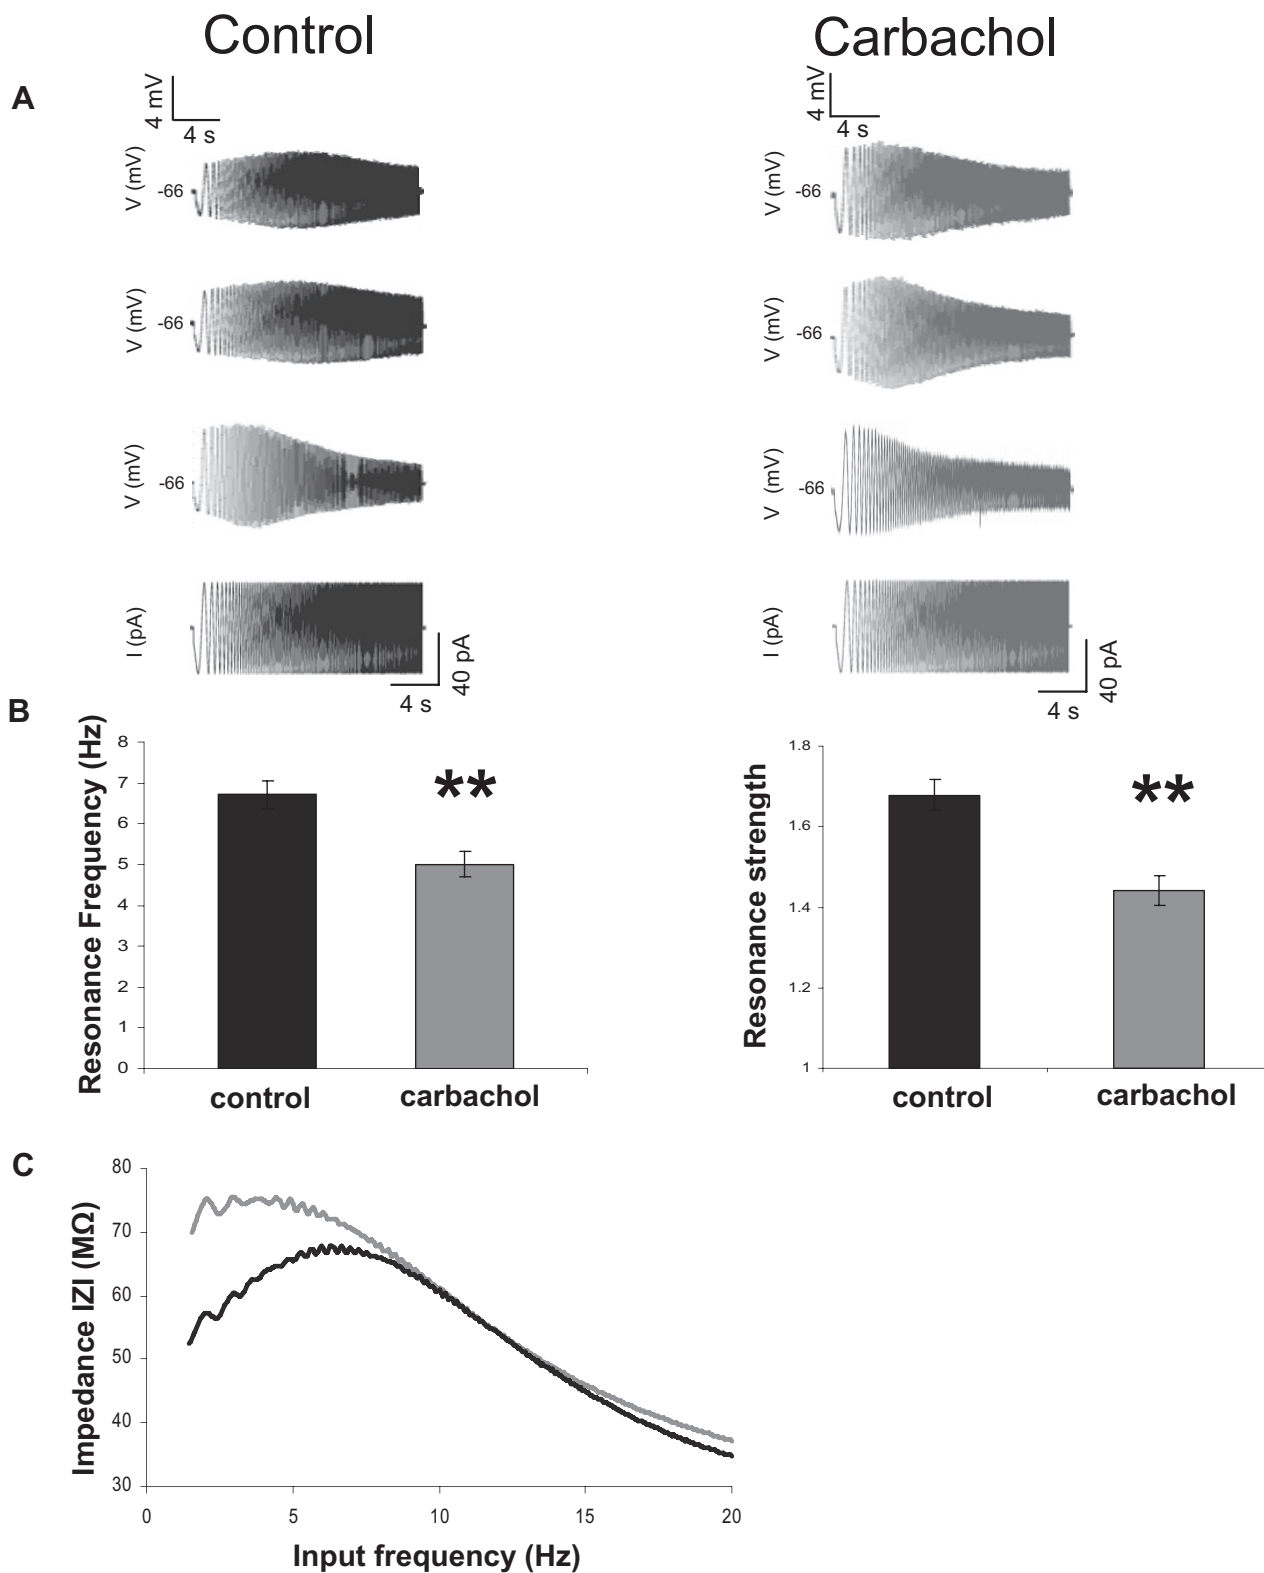 Control Carbachol
A
4 mV 4 s
4 mV 4 s
V (mV) -66
V (mV) -66
V (mV) -66
V (mV) -66
V (mV) -66
V (mV) -66
I (pA) 40 pA 4 s
I (pA) 40 pA 4 s
B
Resonance Frequency (Hz)
8
7
6
5
4
3
2
1
0
**
control carbachol
Resonance strength
1.8
1.6
1.4
1.2
1
**
control carbachol
C
Impedance IZI (MΩ)
80
70
60
50
40
30
0 5 10 15 20
Input frequency (Hz)